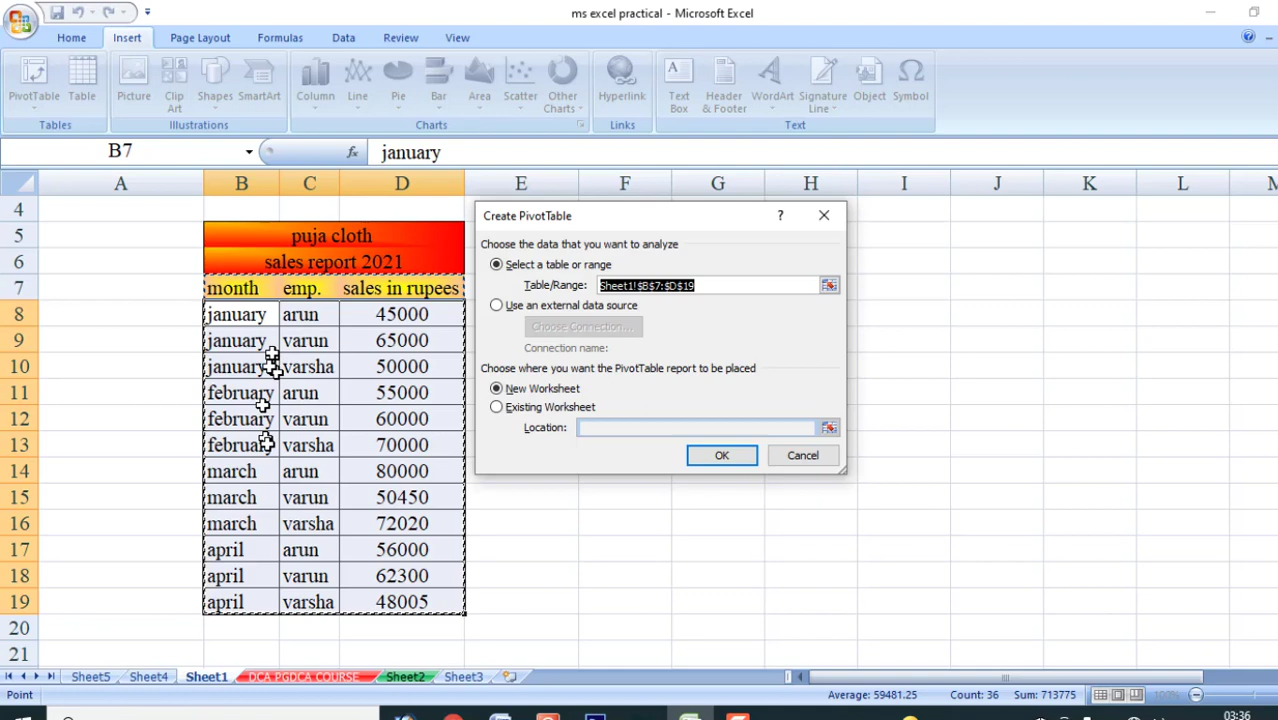 ms excel practical - Microsoft Excel
Home Insert Page Layout Formulas Data Review View
PivotTable Table Picture Clip Art Shapes SmartArt Column Line Pie Bar Area Scatter Other Charts Hyperlink Text Box Header & Footer WordArt Signature Line Object Symbol
Tables Illustrations Charts Links Text
B7 fx january
A B C D E F G H I J K L
4
5 puja cloth
6 sales report 2021
7 month emp. sales in rupees
8 january arun 45000
9 january varun 65000
10 january varsha 50000
11 february arun 55000
12 february varun 60000
13 february varsha 70000
14 march arun 80000
15 march varun 50450
16 march varsha 72020
17 april arun 56000
18 april varun 62300
19 april varsha 48005
20
21
Create PivotTable ?
Choose the data that you want to analyze
Select a table or range
Table/Range: Sheet1!$B$7:$D$19
Use an external data source
Choose Connection...
Connection name:
Choose where you want the PivotTable report to be placed
New Worksheet
Existing Worksheet
Location:
OK Cancel
Sheet5 Sheet4 Sheet1 DCA PGDCA COURSE Sheet2 Sheet3
Point Average: 59481.25 Count: 36 Sum: 713775 100%
03:36